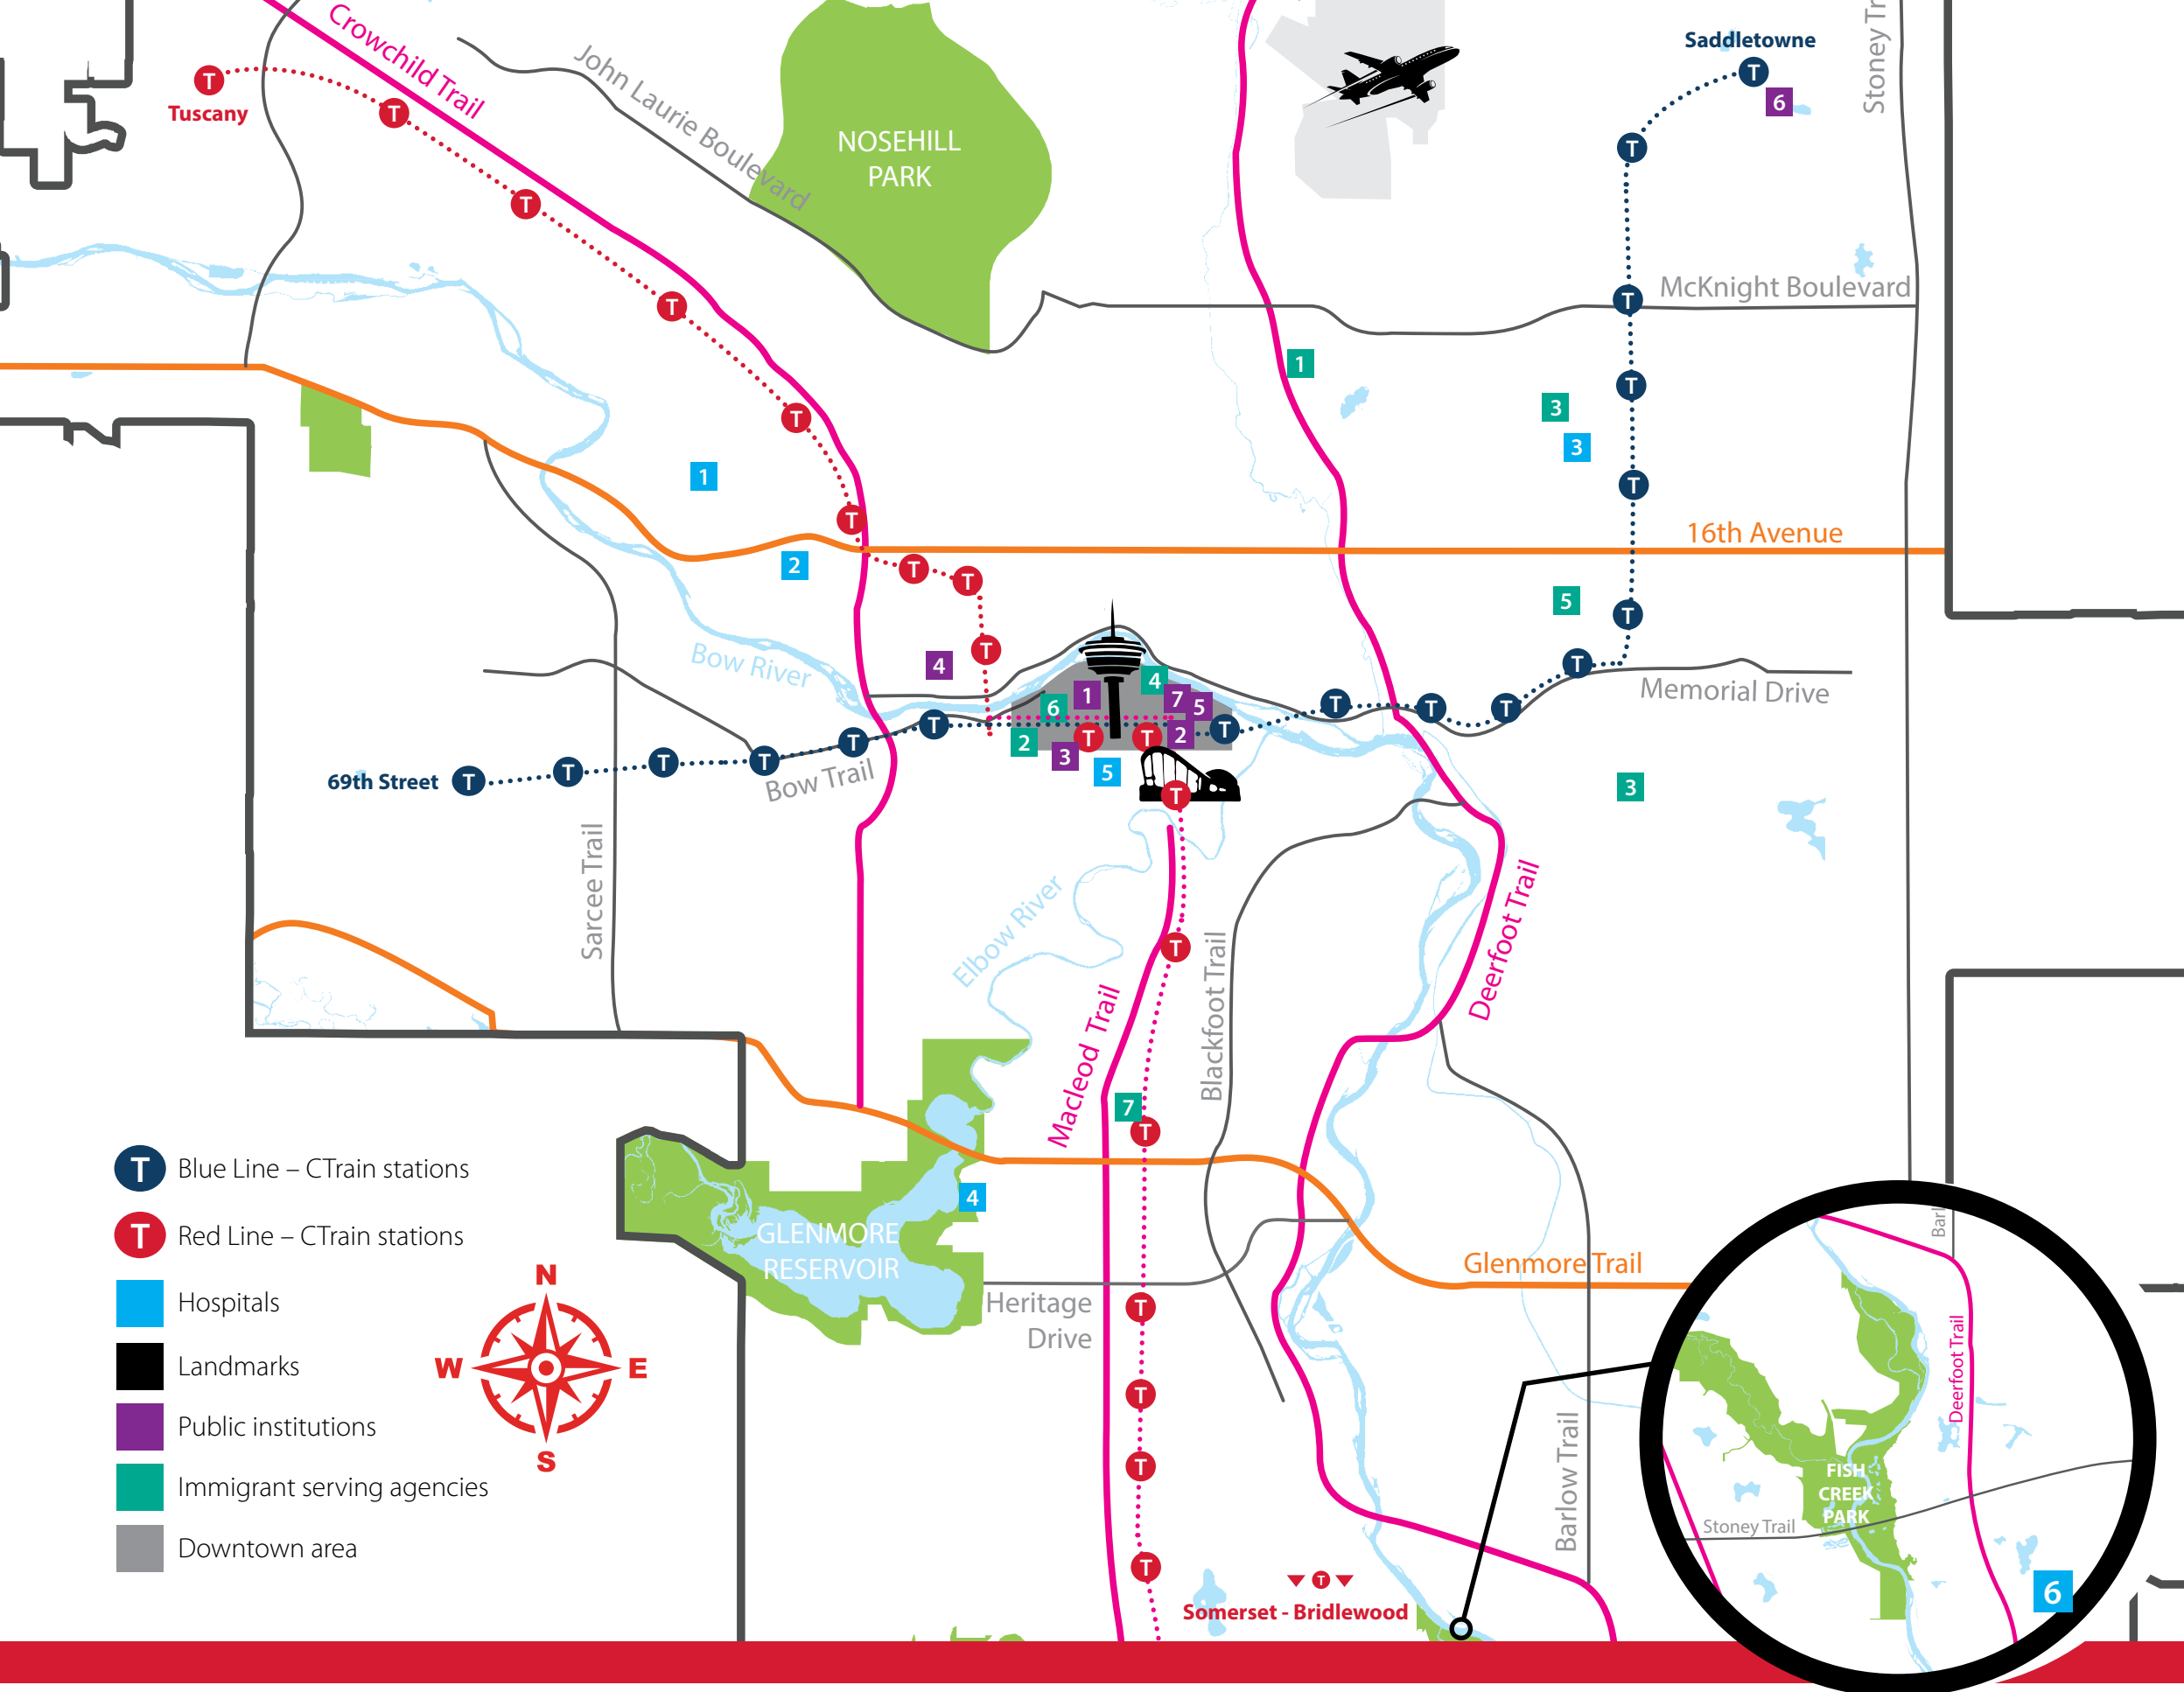 Crowchild Trail
John Laurie Boulevard
NOSEHILL
PARK
Saddletowne
T
6
Stoney Tr
T
Tuscany
T
T
T
T
T
T
McKnight Boulevard
T
1
T
3
3
T
1
T
2
16th Avenue
T
T
5
T
Bow River
4
T
T
Memorial Drive
1
4
7
5
6
2
T
T
T
T
T
T
T
2
3
5
T
T
T
T
T
69th Street
Bow Trail
T
3
Sarcee Trail
Elbow River
T
Macleod Trail
Blackfoot Trail
Deerfoot Trail
7
T
4
GLENMORE
RESERVOIR
Heritage
Drive
Glenmore Trail
T
T
T
T
Barlow Trail
T
Somerset - Bridlewood
T Blue Line – CTrain stations
T Red Line – CTrain stations
Hospitals
Landmarks
Public institutions
Immigrant serving agencies
Downtown area
N
W
E
S
Barl
Deerfoot Trail
FISH
CREEK
PARK
Stoney Trail
6